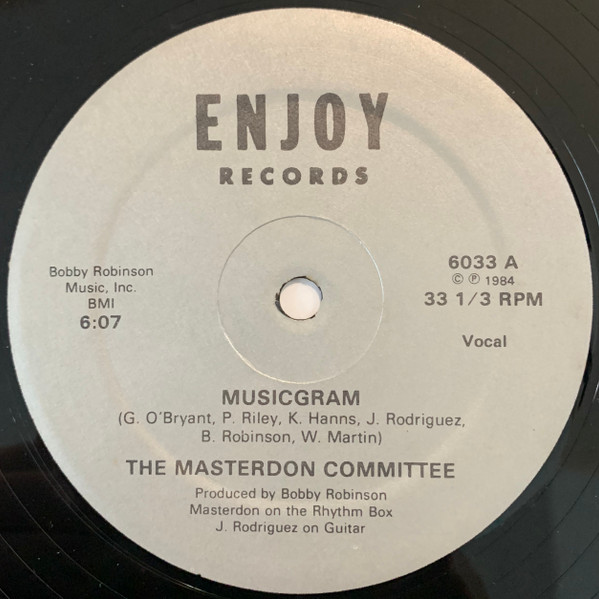 ENJOY
RECORDS
Bobby Robinson
Music, Inc.
BMI
6:07
6033 A
© ℗ 1984
33 1/3 RPM
Vocal
MUSICGRAM
(G. O'Bryant, P. Riley, K. Hanns, J. Rodriguez,
B. Robinson, W. Martin)
THE MASTERDON COMMITTEE
Produced by Bobby Robinson
Masterdon on the Rhythm Box
J. Rodriguez on Guitar